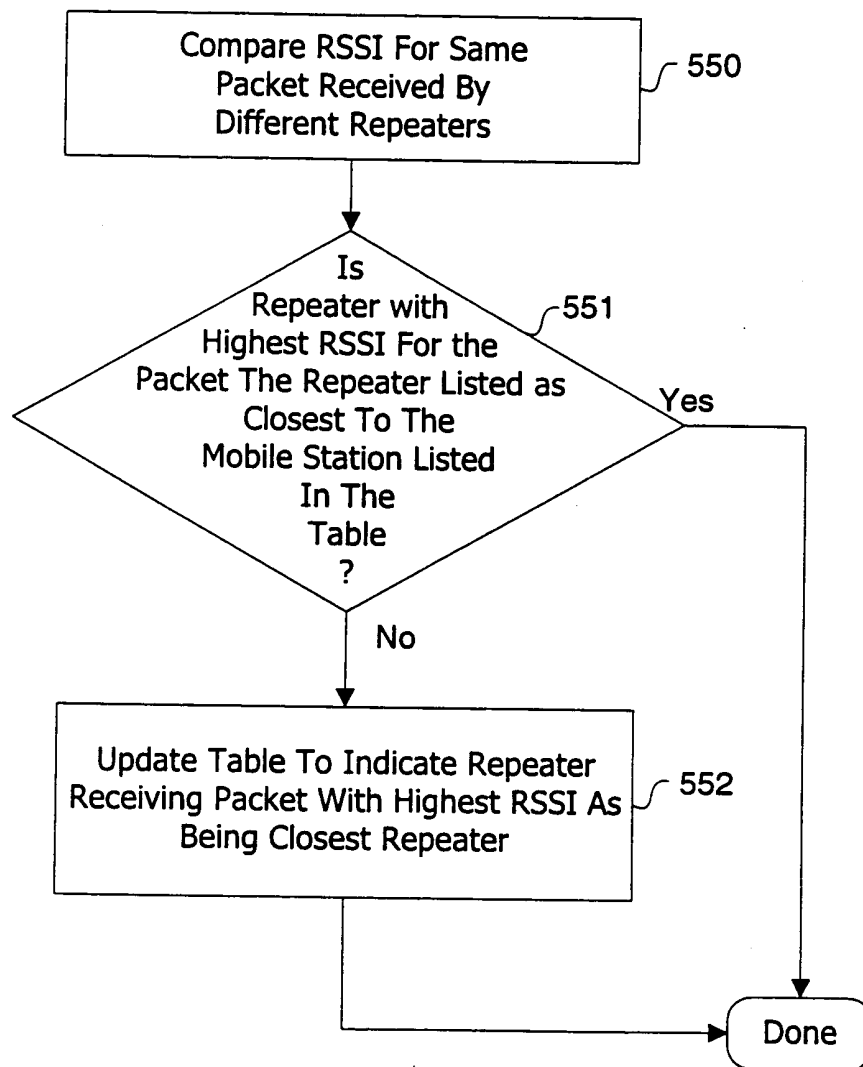 Compare RSSI For Same
Packet Received By
Different Repeaters
550
Is
Repeater with
Highest RSSI For the
Packet The Repeater Listed as
Closest To The
Mobile Station Listed
In The
Table
?
551
Yes
No
Update Table To Indicate Repeater
Receiving Packet With Highest RSSI As
Being Closest Repeater
552
Done